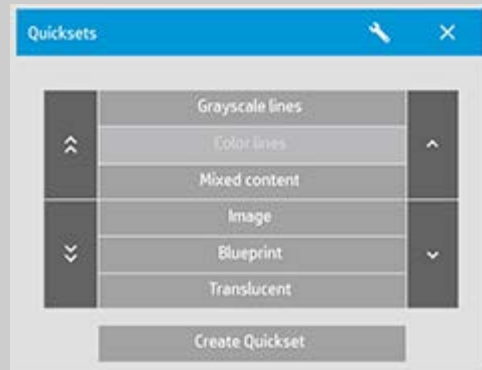 Quicksets
Grayscale lines
Color lines
Mixed content
Image
Blueprint
Translucent
Create Quickset